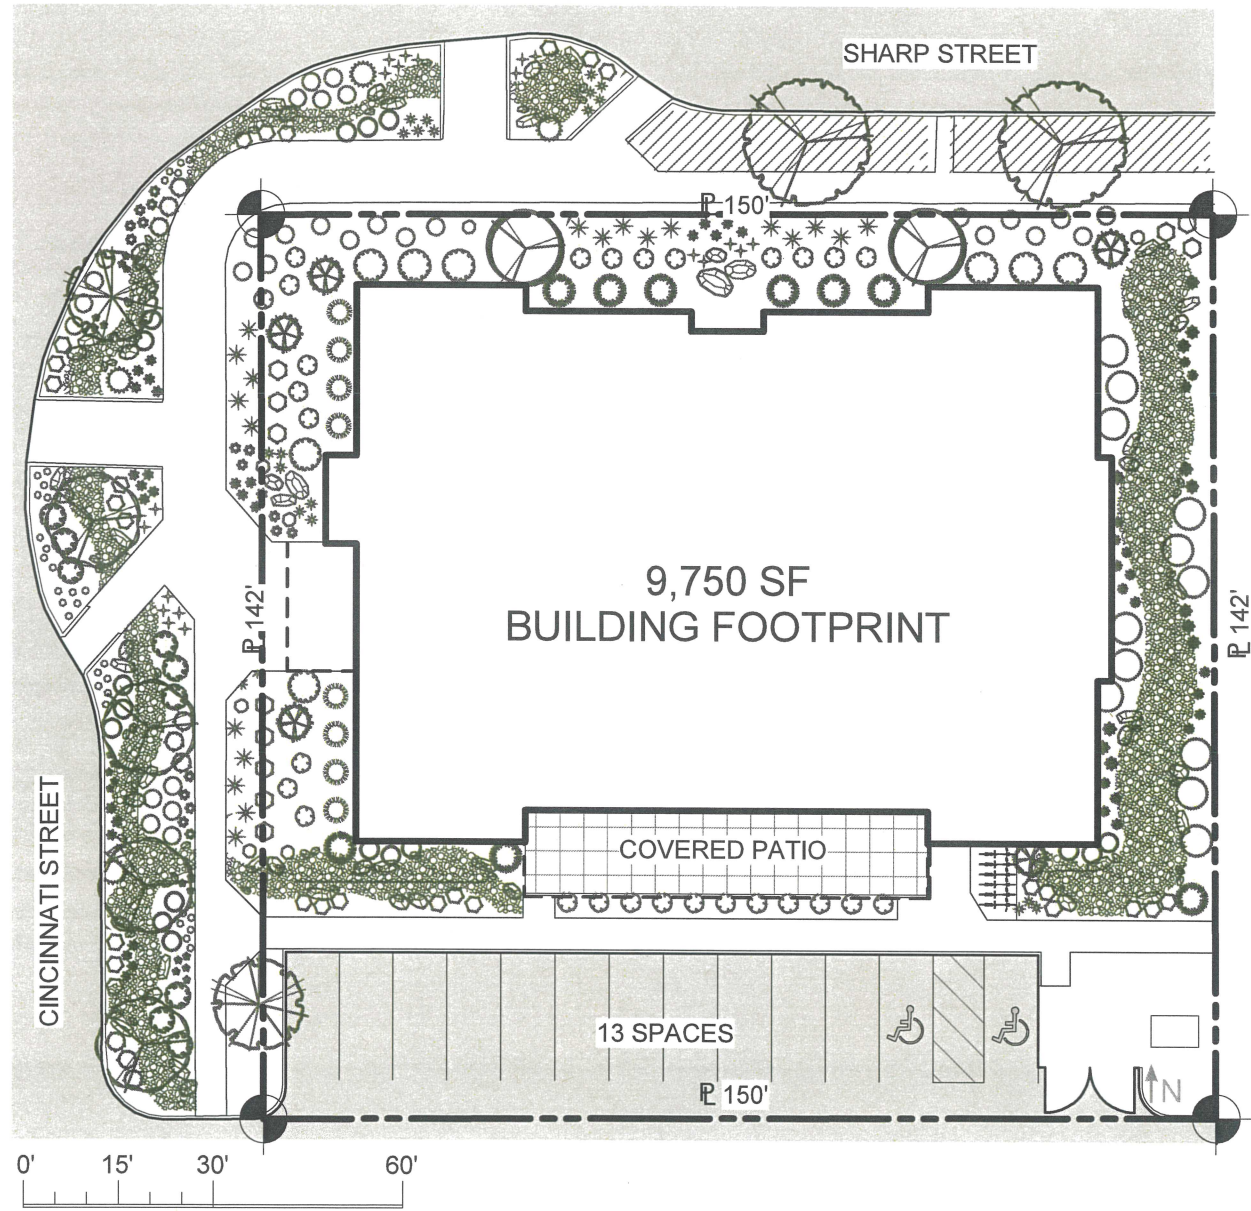 SHARP STREET
℄ 150'
9,750 SF
BUILDING FOOTPRINT
℄ 142'
℄ 142'
COVERED PATIO
CINCINNATI STREET
13 SPACES
℄ 150'
N
0' 15' 30' 60'